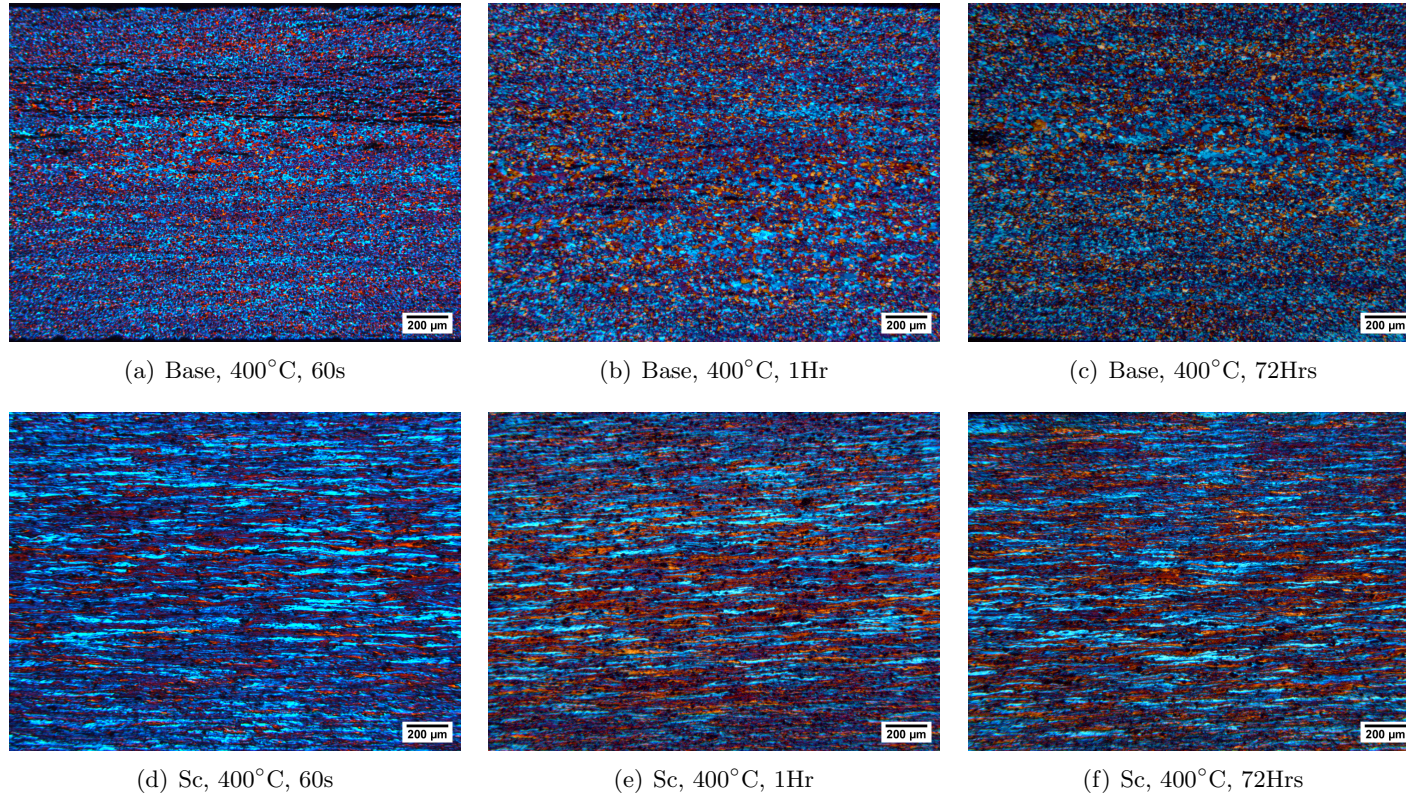 200 µm
200 µm
200 µm
(a) Base, 400°C, 60s
(b) Base, 400°C, 1Hr
(c) Base, 400°C, 72Hrs
200 µm
200 µm
200 µm
(d) Sc, 400°C, 60s
(e) Sc, 400°C, 1Hr
(f) Sc, 400°C, 72Hrs